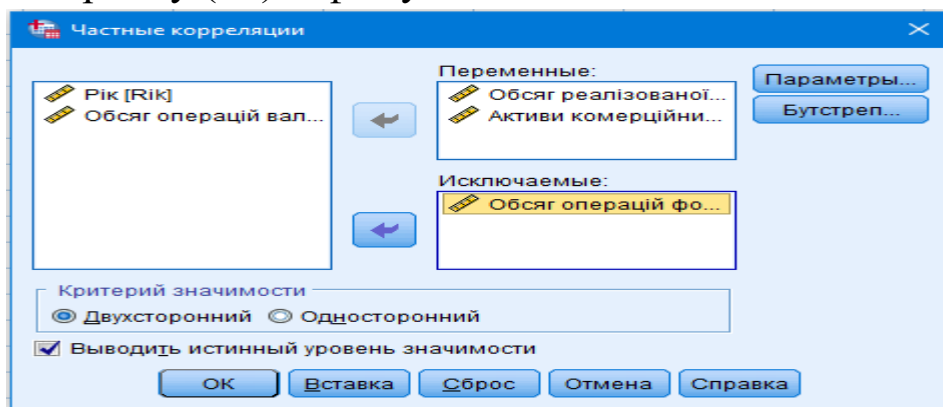 Частные корреляции
Переменные:
Рік [Rik]
Обсяг операцій вал...
Обсяг реалізованої...
Активи комерційни...
Параметры...
Бутстреп...
Исключаемые:
Обсяг операцій фо...
Критерий значимости
Двухсторонний Односторонний
Выводить истинный уровень значимости
ОК Вставка Сброс Отмена Справка